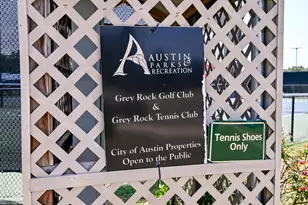 AUSTIN
PARKS &
RECREATION
Grey Rock Golf Club
&
Grey Rock Tennis Club
City of Austin Properties
Open to the Public
Tennis Shoes
Only